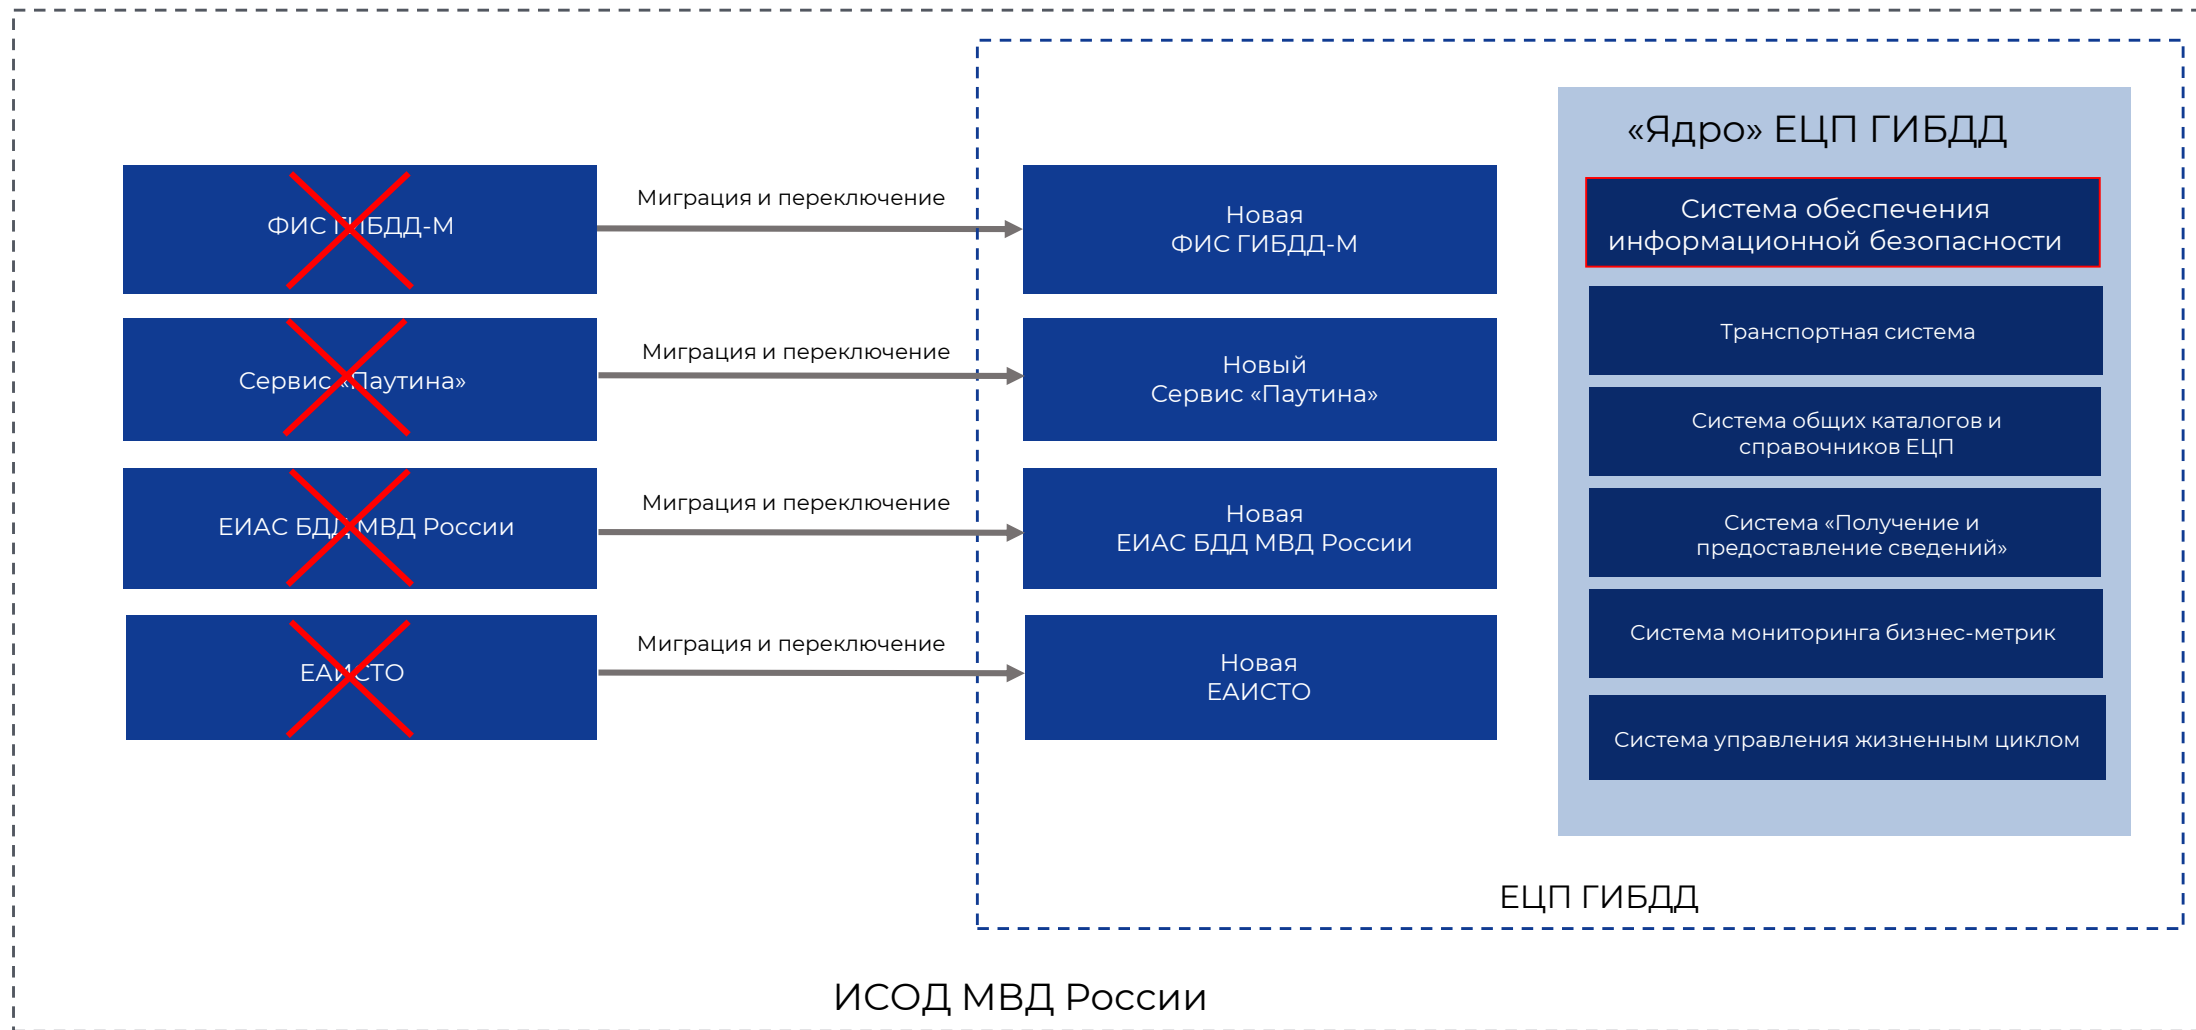 «Ядро» ЕЦП ГИБДД
ФИС ГИБДД-М
Миграция и переключение
Новая
ФИС ГИБДД-М
Система обеспечения
информационной безопасности
Сервис «Паутина»
Миграция и переключение
Новый
Сервис «Паутина»
Транспортная система
Система общих каталогов и
справочников ЕЦП
ЕИАС БДД МВД России
Миграция и переключение
Новая
ЕИАС БДД МВД России
Система «Получение и
предоставление сведений»
ЕАИСТО
Миграция и переключение
Новая
ЕАИСТО
Система мониторинга бизнес-метрик
Система управления жизненным циклом
ЕЦП ГИБДД
ИСОД МВД России